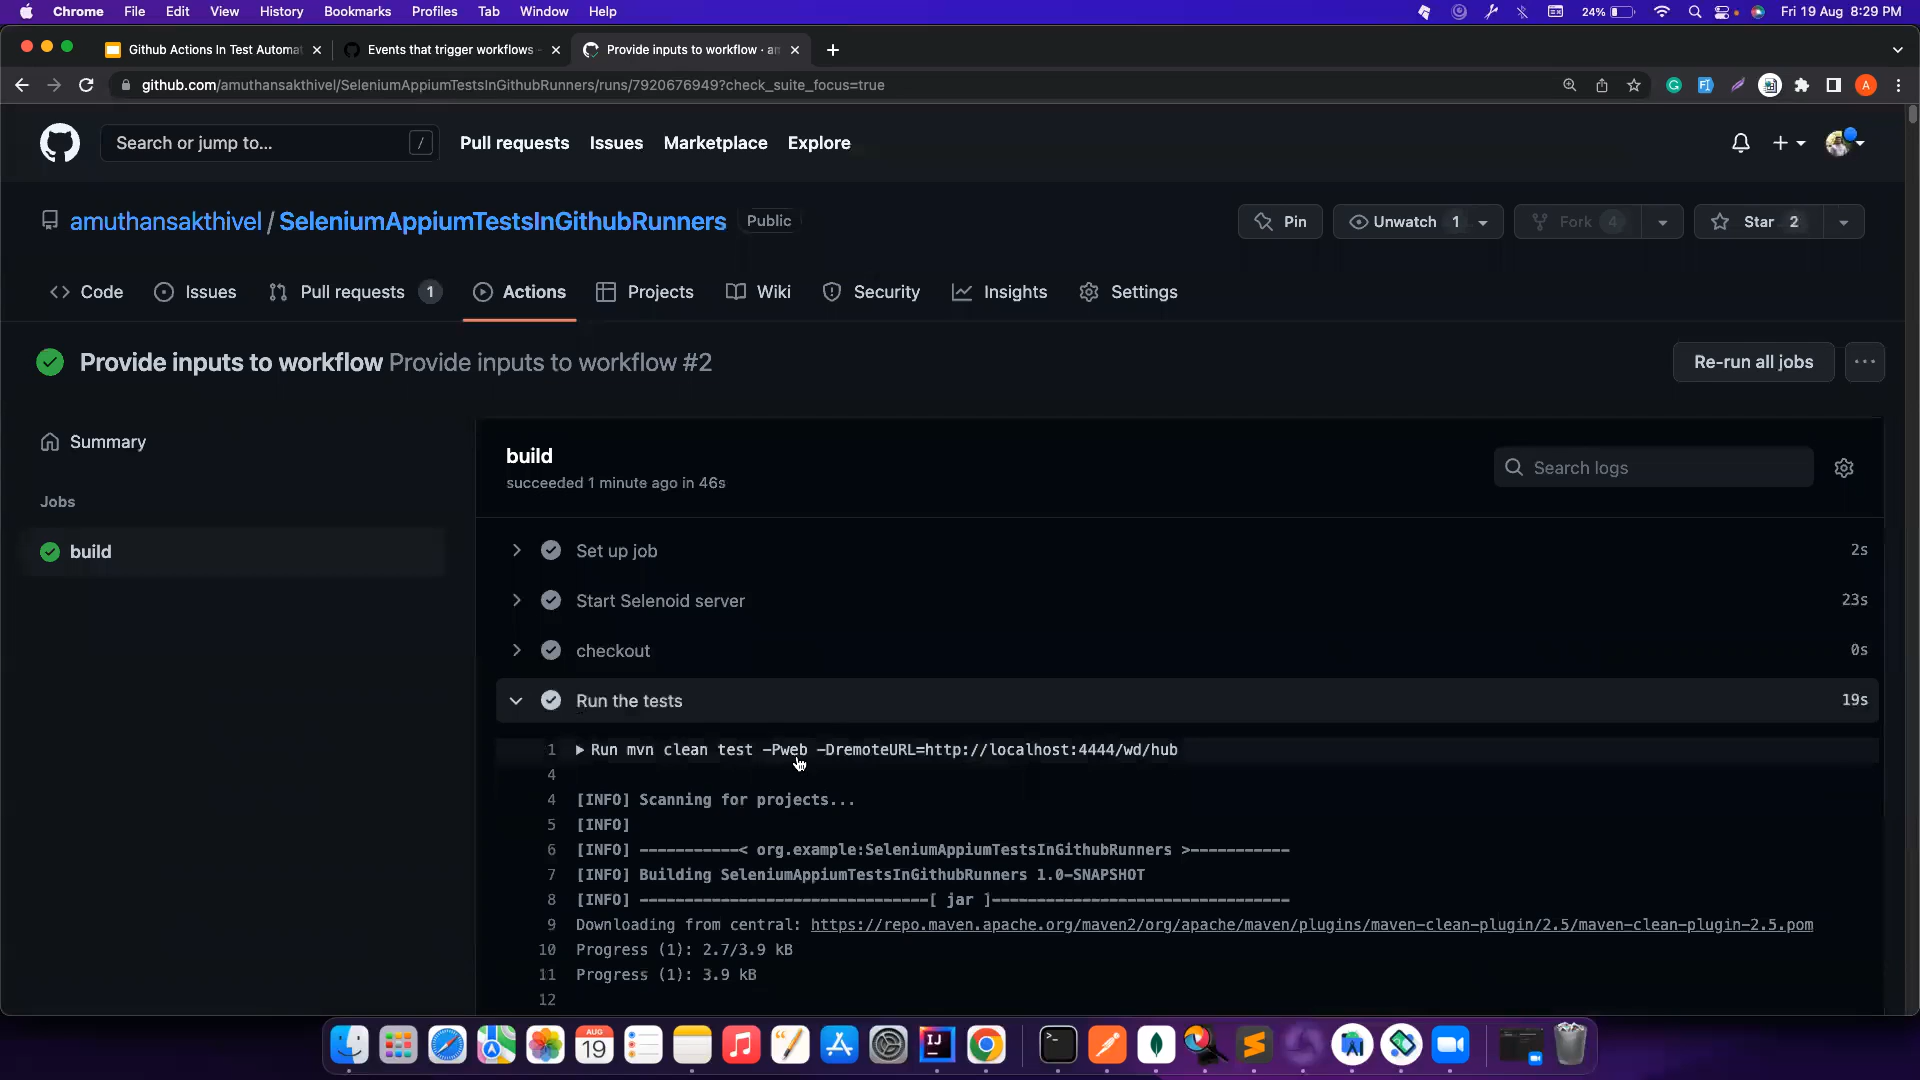 Chrome File Edit View History Bookmarks Profiles Tab Window Help 24% Fri 19 Aug 8:29 PM
Github Actions In Test Automat Events that trigger workflows - Provide inputs to workflow · am
github.com/amuthansakthivel/SeleniumAppiumTestsInGithubRunners/runs/7920676949?check_suite_focus=true A
Search or jump to... / Pull requests Issues Marketplace Explore
amuthansakthivel / SeleniumAppiumTestsInGithubRunners Public Pin Unwatch 1 Fork 4 Star 2
Code Issues Pull requests 1 Actions Projects Wiki Security Insights Settings
Provide inputs to workflow Provide inputs to workflow #2 Re-run all jobs
Summary
Jobs
build
build
succeeded 1 minute ago in 46s
Search logs
Set up job 2s
Start Selenoid server 23s
checkout 0s
Run the tests 19s
1 Run mvn clean test -Pweb -DremoteURL=http://localhost:4444/wd/hub
4
4 [INFO] Scanning for projects...
5 [INFO]
6 [INFO] -----------< org.example:SeleniumAppiumTestsInGithubRunners >-----------
7 [INFO] Building SeleniumAppiumTestsInGithubRunners 1.0-SNAPSHOT
8 [INFO] --------------------------------[ jar ]---------------------------------
9 Downloading from central: https://repo.maven.apache.org/maven2/org/apache/maven/plugins/maven-clean-plugin/2.5/maven-clean-plugin-2.5.pom
10 Progress (1): 2.7/3.9 kB
11 Progress (1): 3.9 kB
12
AUG
19
IJ